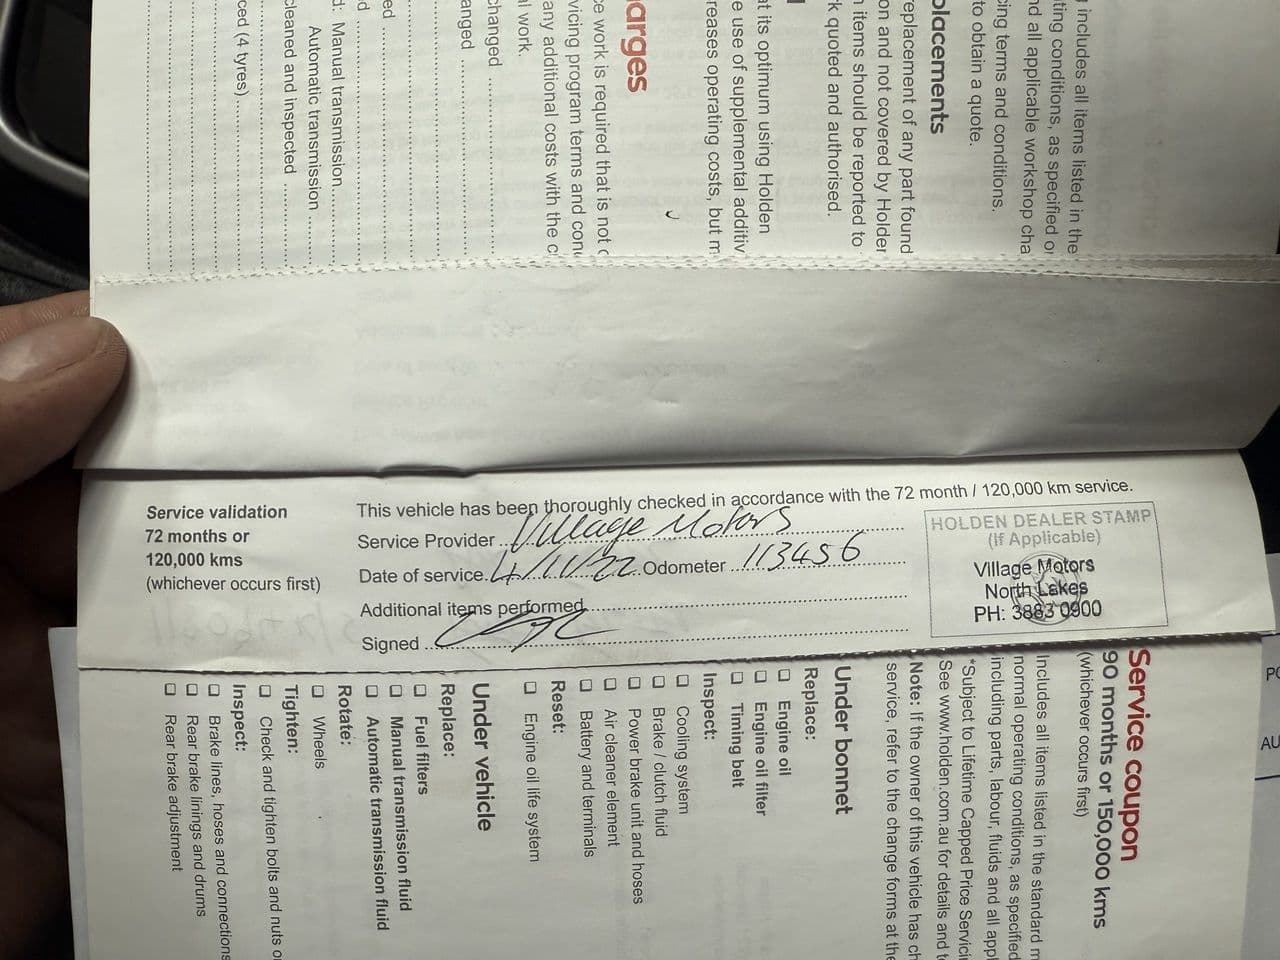 Service validation
72 months or
120,000 kms
(whichever occurs first)
This vehicle has been thoroughly checked in accordance with the 72 month / 120,000 km service.
Service Provider Village Motors
Date of service 4/11/22 Odometer 113456
Additional items performed
Signed
HOLDEN DEALER STAMP
(If Applicable)
Village Motors
North Lakes
PH: 3883 0900
includes all items listed in the
ting conditions, as specified
nd all applicable workshop cha
cing terms and conditions.
to obtain a quote.
placements
replacement of any part found
on and not covered by Holder
n items should be reported to
k quoted and authorised.
at its optimum using Holden
e use of supplemental additiv
reases operating costs, but m
arges
ce work is required that is not
vicing program terms and con
any additional costs with the
al work.
changed
anged
ed
d
d: Manual transmission
Automatic transmission
cleaned and inspected
ced (4 tyres)
Service coupon
90 months or 150,000 kms
(whichever occurs first)
Includes all items listed in the standard m
normal operating conditions, as specified
including parts, labour, fluids and all appl
*Subject to Lifetime Capped Price Servici
See www.holden.com.au for details and t
Note: If the owner of this vehicle has ch
service, refer to the change forms at the
Under bonnet
Replace:
☐ Engine oil
☐ Engine oil filter
☐ Timing belt
Inspect:
☐ Cooling system
☐ Brake / clutch fluid
☐ Power brake unit and hoses
☐ Air cleaner element
☐ Battery and terminals
Reset:
☐ Engine oil life system
Under vehicle
Replace:
☐ Fuel filters
☐ Manual transmission fluid
☐ Automatic transmission fluid
Rotate:
☐ Wheels
Tighten:
☐ Check and tighten bolts and nuts o
Inspect:
☐ Brake lines, hoses and connections
☐ Rear brake linings and drums
☐ Rear brake adjustment
PO
AU